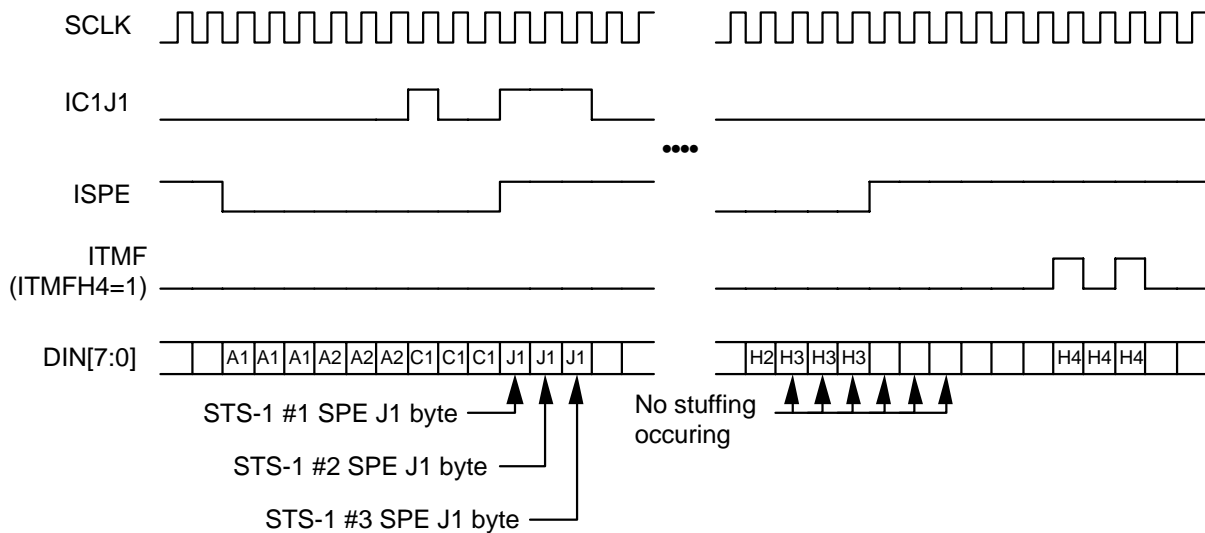 SCLK
IC1J1
ISPE
ITMF
(ITMFH4=1)
DIN[7:0] A1 A1 A1 A2 A2 A2 C1 C1 C1 J1 J1 J1 H2 H3 H3 H3 H4 H4 H4
STS-1 #1 SPE J1 byte
STS-1 #2 SPE J1 byte
STS-1 #3 SPE J1 byte
No stuffing
occuring